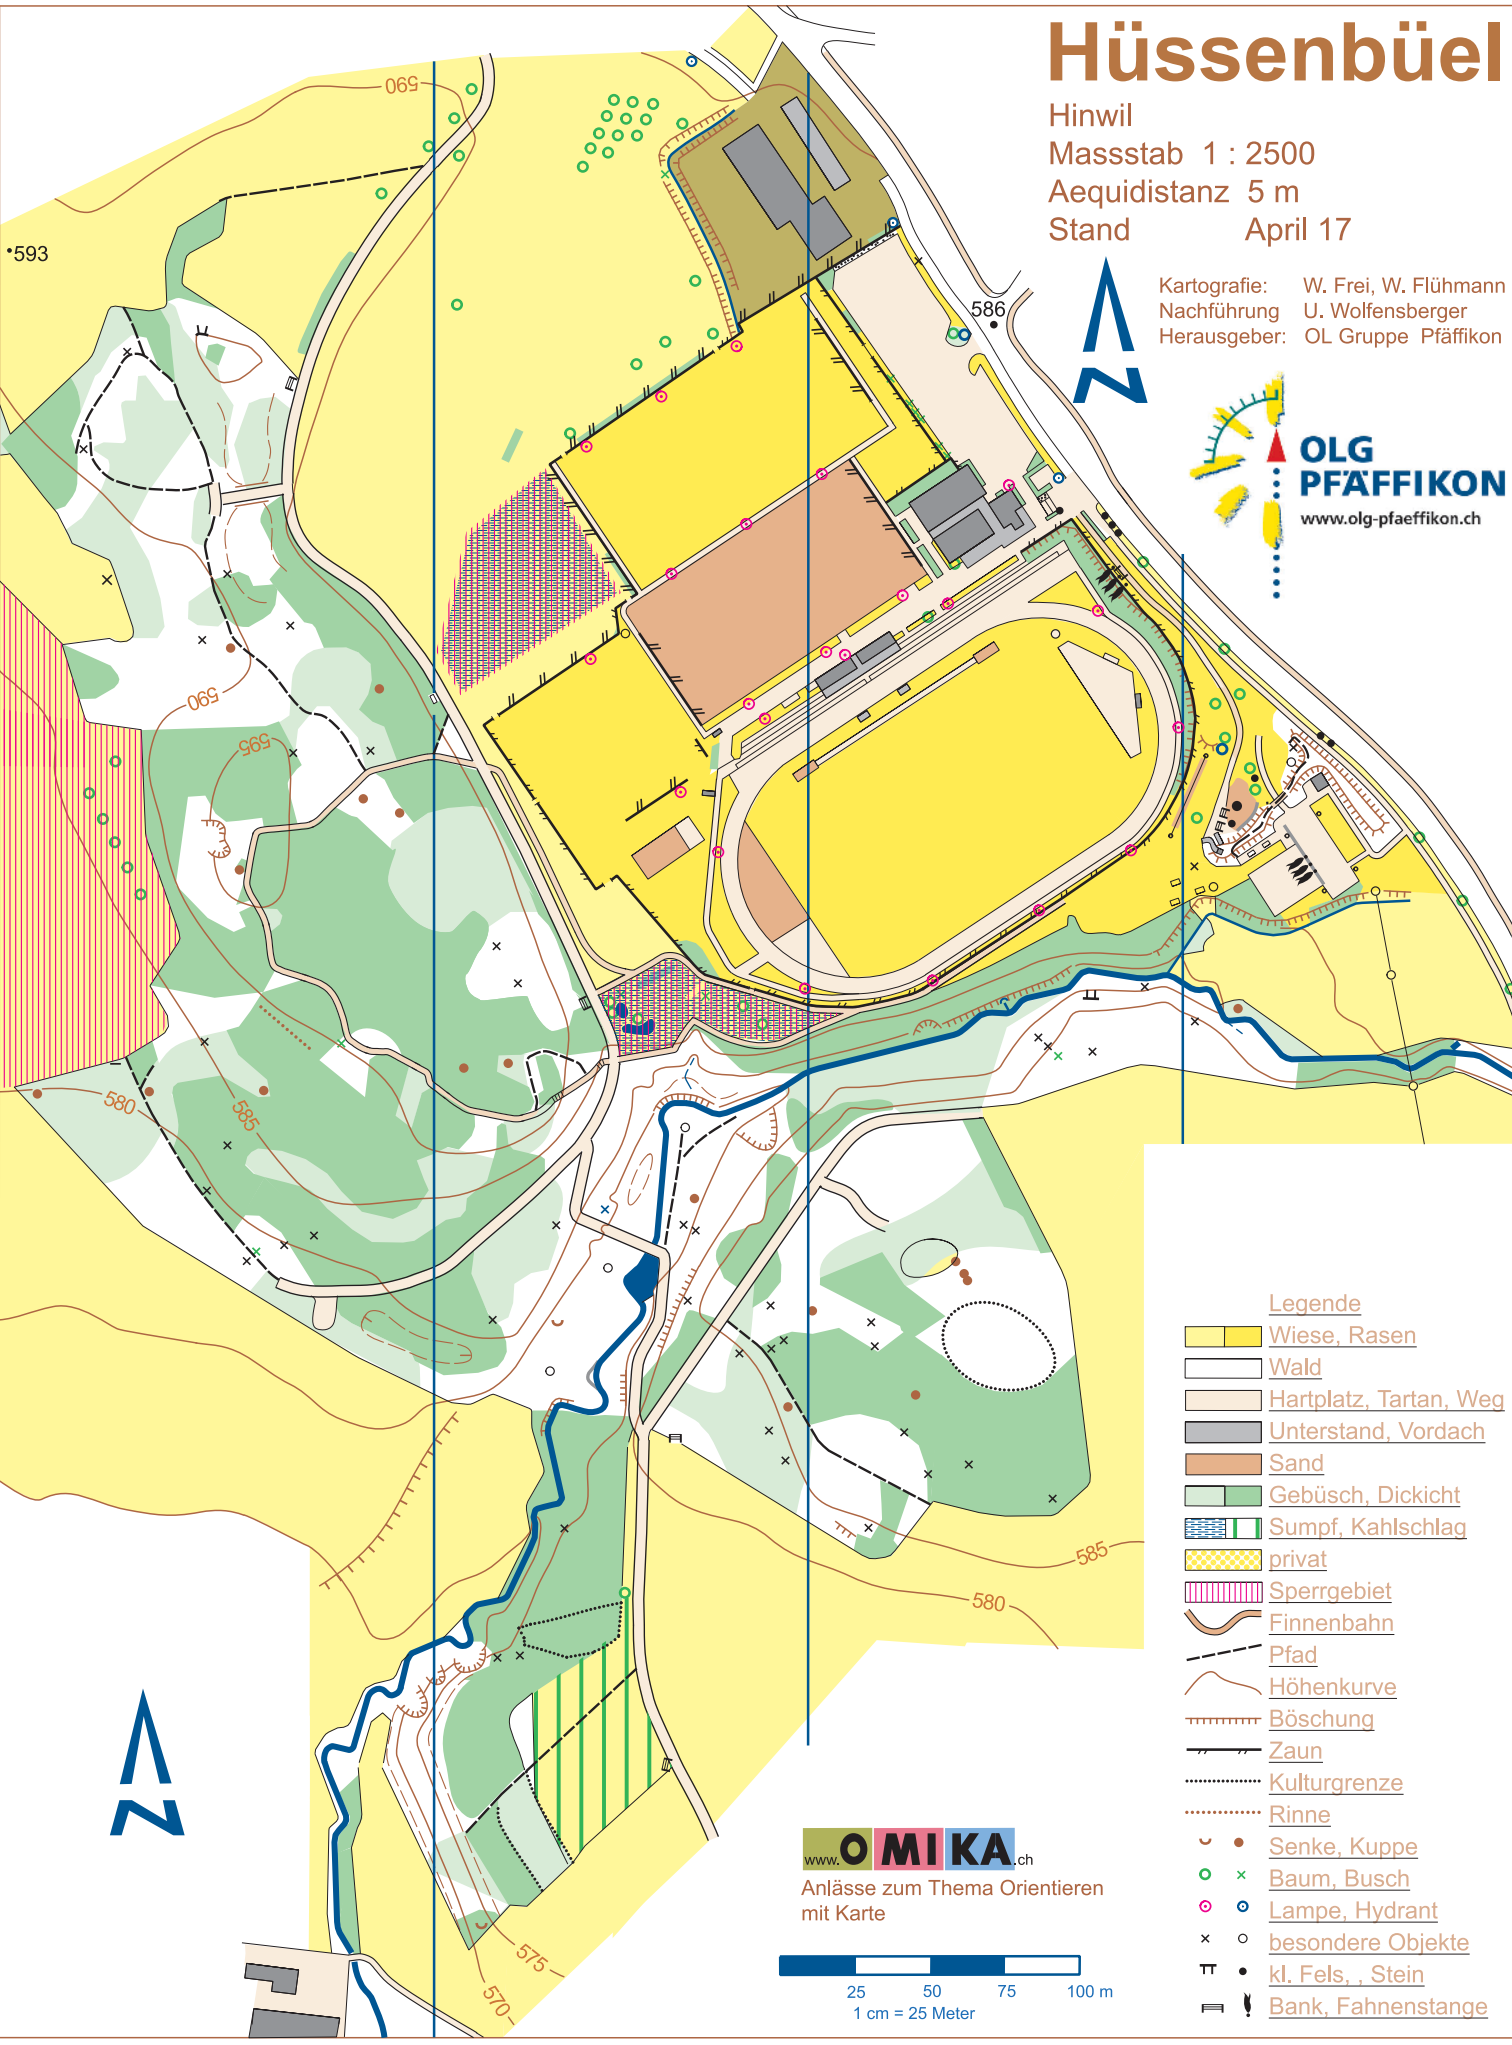 Hüssenbüel
Hinwil
Massstab 1 : 2500
Aequidistanz 5 m
Stand April 17
Kartografie: W. Frei, W. Flühmann
Nachführung U. Wolfensberger
Herausgeber: OL Gruppe Pfäffikon
N
OLG
PFÄFFIKON
www.olg-pfaeffikon.ch
590
593
586
590
595
580
585
585
580
575
570
N
Legende
Wiese, Rasen
Wald
Hartplatz, Tartan, Weg
Unterstand, Vordach
Sand
Gebüsch, Dickicht
Sumpf, Kahlschlag
privat
Sperrgebiet
Finnenbahn
Pfad
Höhenkurve
Böschung
Zaun
Kulturgrenze
Rinne
Senke, Kuppe
Baum, Busch
Lampe, Hydrant
besondere Objekte
kl. Fels, , Stein
Bank, Fahnenstange
www.OMIKA.ch
Anlässe zum Thema Orientieren
mit Karte
25 50 75 100 m
1 cm = 25 Meter